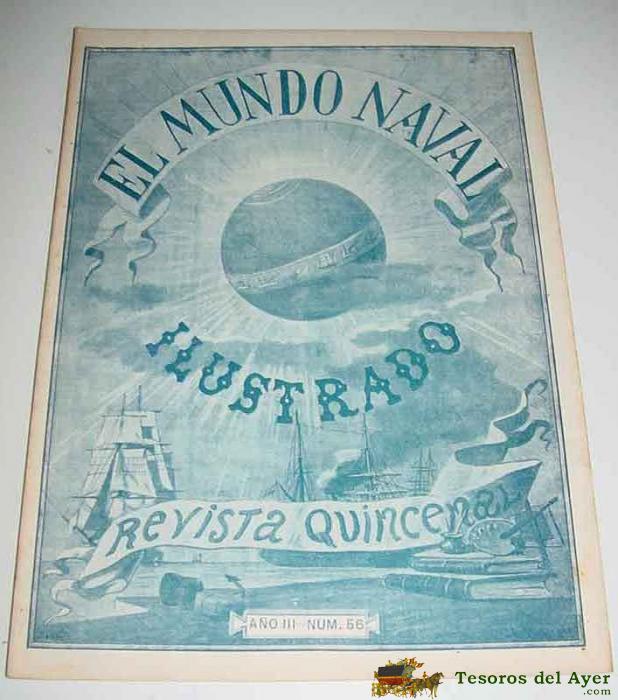 EL MUNDO NAVAL
ILUSTRADO
Revista Quincenal
AÑO III - NUM. 56
Tesoros del Ayer
.com